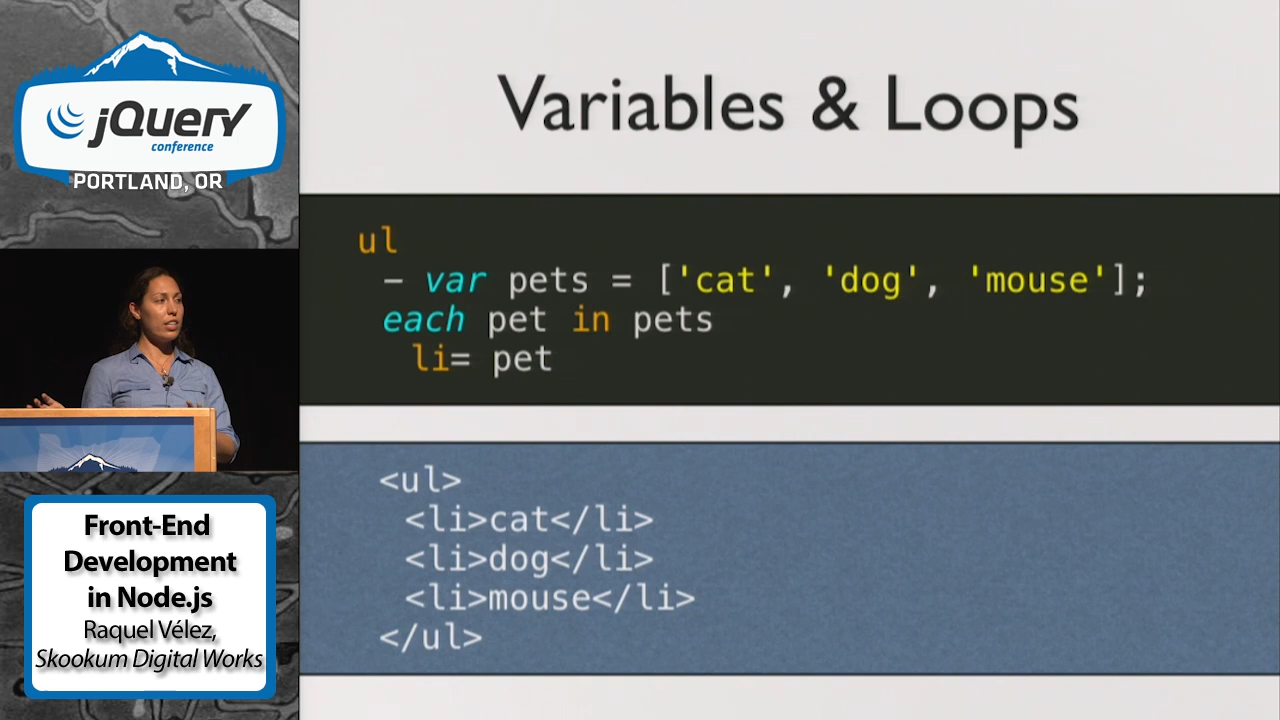 jQuery
conference
PORTLAND, OR
Variables & Loops
ul
- var pets = ['cat', 'dog', 'mouse'];
each pet in pets
li= pet
<ul>
<li>cat</li>
<li>dog</li>
<li>mouse</li>
</ul>
Front-End
Development
in Node.js
Raquel Vélez,
Skookum Digital Works